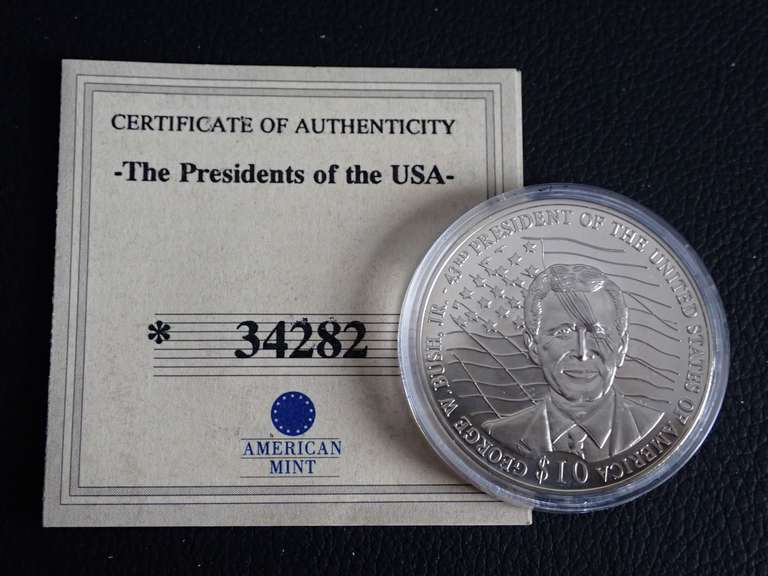 CERTIFICATE OF AUTHENTICITY
-The Presidents of the USA-
* 34282
AMERICAN
MINT
GEORGE W. BUSH, JR. - 43RD PRESIDENT OF THE UNITED STATES OF AMERICA
$10